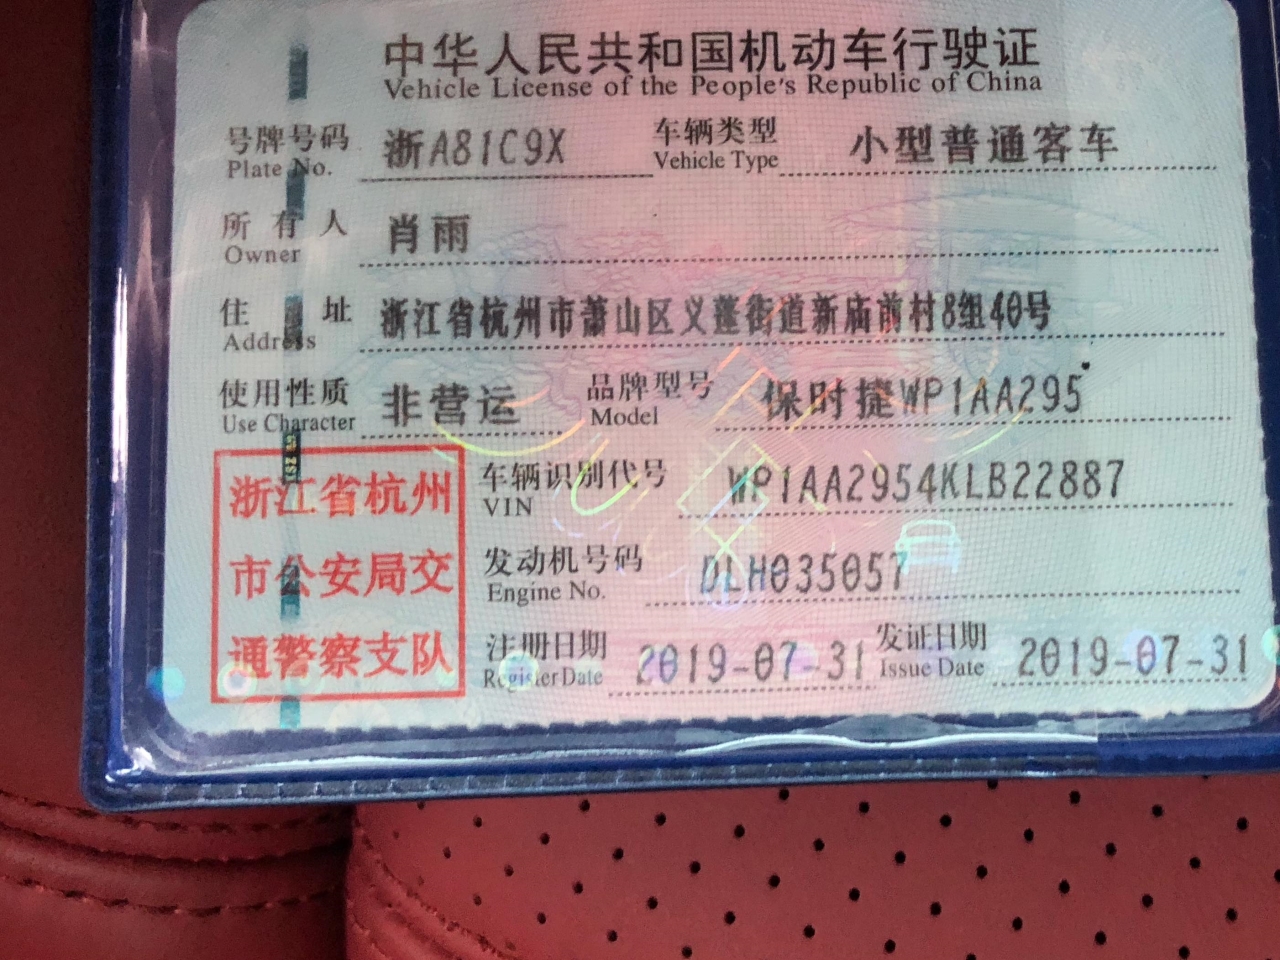 中华人民共和国机动车行驶证
Vehicle License of the People's Republic of China
号牌号码 浙A81C9X 车辆类型 小型普通客车
Plate No. Vehicle Type
所有人 肖雨
Owner
住址 浙江省杭州市萧山区义蓬街道新庙前村8组40号
Address
使用性质 非营运 品牌型号 保时捷WP1AA295
Use Character Model
浙江省杭州
市公安局交
通警察支队
车辆识别代号 WP1AA2954KLB22887
VIN
发动机号码 DLH035057
Engine No.
注册日期 2019-07-31 发证日期 2019-07-31
Register Date Issue Date